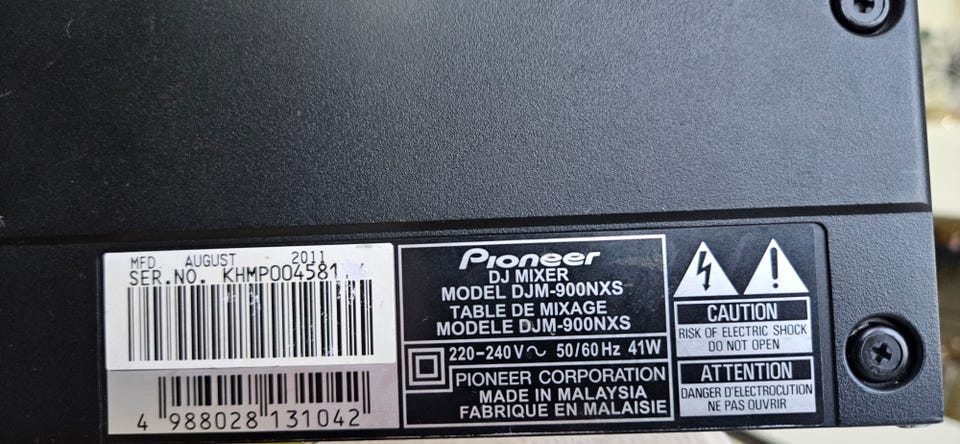 MFD. AUGUST 2011
SER.NO.
4 988028 131042
Pioneer
DJ MIXER
MODEL DJM-900NXS
TABLE DE MIXAGE
MODELE DJM-900NXS
220-240V~ 50/60Hz 41W
PIONEER CORPORATION
MADE IN MALAYSIA
FABRIQUE EN MALAISIE
CAUTION
RISK OF ELECTRIC SHOCK
DO NOT OPEN
ATTENTION
DANGER D'ELECTROCUTION
NE PAS OUVRIR